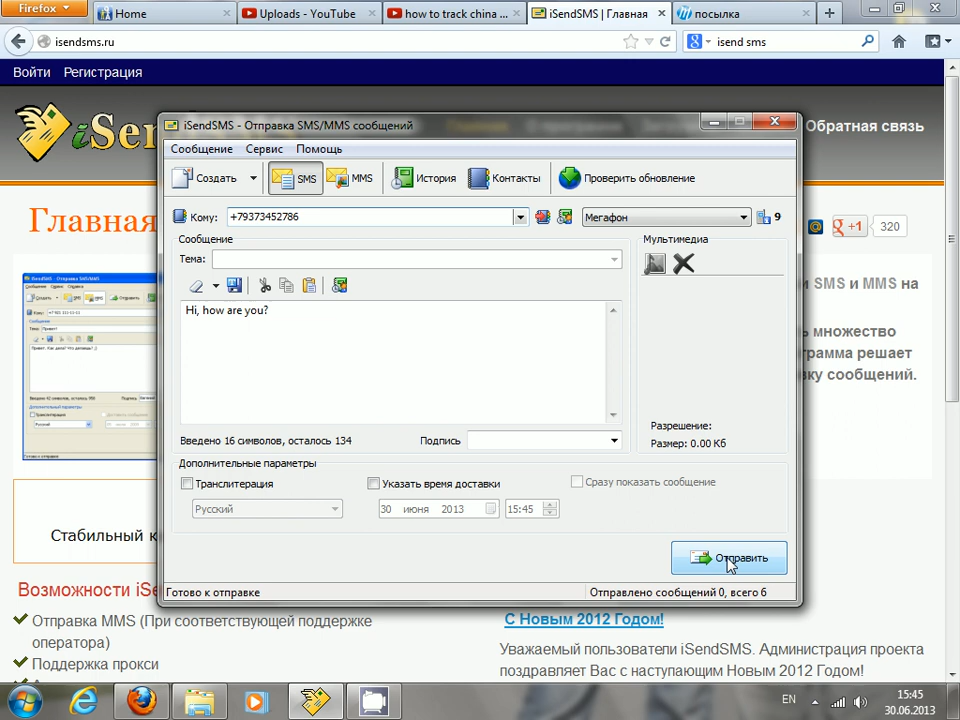 Firefox
Home
Uploads - YouTube
how to track china ...
iSendSMS | Главная
посылка
isendsms.ru
isend sms
Войти Регистрация
iSen
Обратная связь
iSendSMS - Отправка SMS/MMS сообщений
Сообщение Сервис Помощь
Создать SMS MMS История Контакты Проверить обновление
Кому: +79373452786 Мегафон 9
Главная
+1 320
Сообщение
Мультимедиа
Тема:
Hi, how are you?
и SMS и MMS на
ь множество
грамма решает
вку сообщений.
Разрешение:
Размер: 0.00 Кб
Введено 16 символов, осталось 134 Подпись
Дополнительные параметры
Транслитерация Указать время доставки Сразу показать сообщение
Русский 30 июня 2013 15:45
Отправить
Готово к отправке Отправлено сообщений 0, всего 6
Стабильный к
Возможности iSe
Отправка MMS (При соответствующей поддержке
оператора)
Поддержка прокси
С Новым 2012 Годом!
Уважаемый пользователи iSendSMS. Администрация проекта
поздравляет Вас с наступающим Новым 2012 Годом!
EN
15:45
30.06.2013